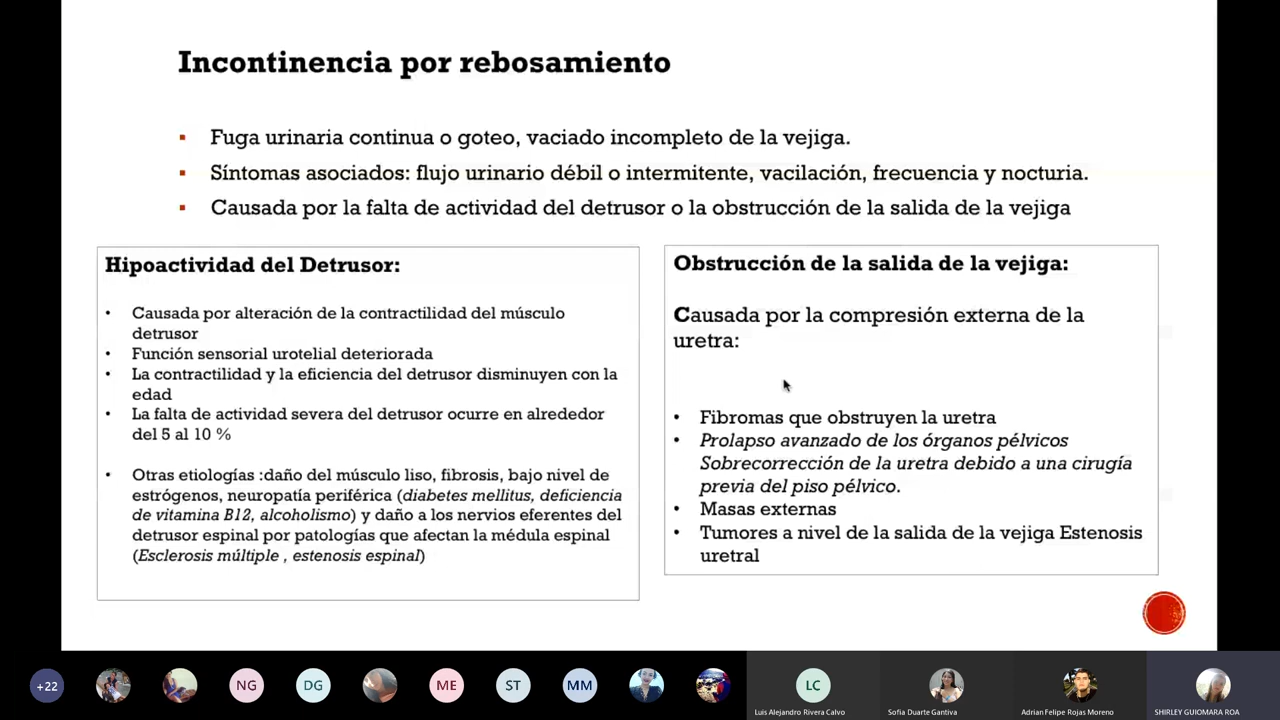 Incontinencia por rebosamiento
▪ Fuga urinaria continua o goteo, vaciado incompleto de la vejiga.
▪ Síntomas asociados: flujo urinario débil o intermitente, vacilación, frecuencia y nocturia.
▪ Causada por la falta de actividad del detrusor o la obstrucción de la salida de la vejiga
Hipoactividad del Detrusor:
• Causada por alteración de la contractilidad del músculo
detrusor
• Función sensorial urotelial deteriorada
• La contractilidad y la eficiencia del detrusor disminuyen con la
edad
• La falta de actividad severa del detrusor ocurre en alrededor
del 5 al 10 %
• Otras etiologías :daño del músculo liso, fibrosis, bajo nivel de
estrógenos, neuropatía periférica (diabetes mellitus, deficiencia
de vitamina B12, alcoholismo) y daño a los nervios eferentes del
detrusor espinal por patologías que afectan la médula espinal
(Esclerosis múltiple , estenosis espinal)
Obstrucción de la salida de la vejiga:
Causada por la compresión externa de la
uretra:
• Fibromas que obstruyen la uretra
• Prolapso avanzado de los órganos pélvicos
Sobrecorrección de la uretra debido a una cirugía
previa del piso pélvico.
• Masas externas
• Tumores a nivel de la salida de la vejiga Estenosis
uretral
+22
NG
DG
ME
ST
MM
LC
Luis Alejandro Rivera Calvo
Sofia Duarte Gantiva
Adrian Felipe Rojas Moreno
SHIRLEY GUIOMARA ROA